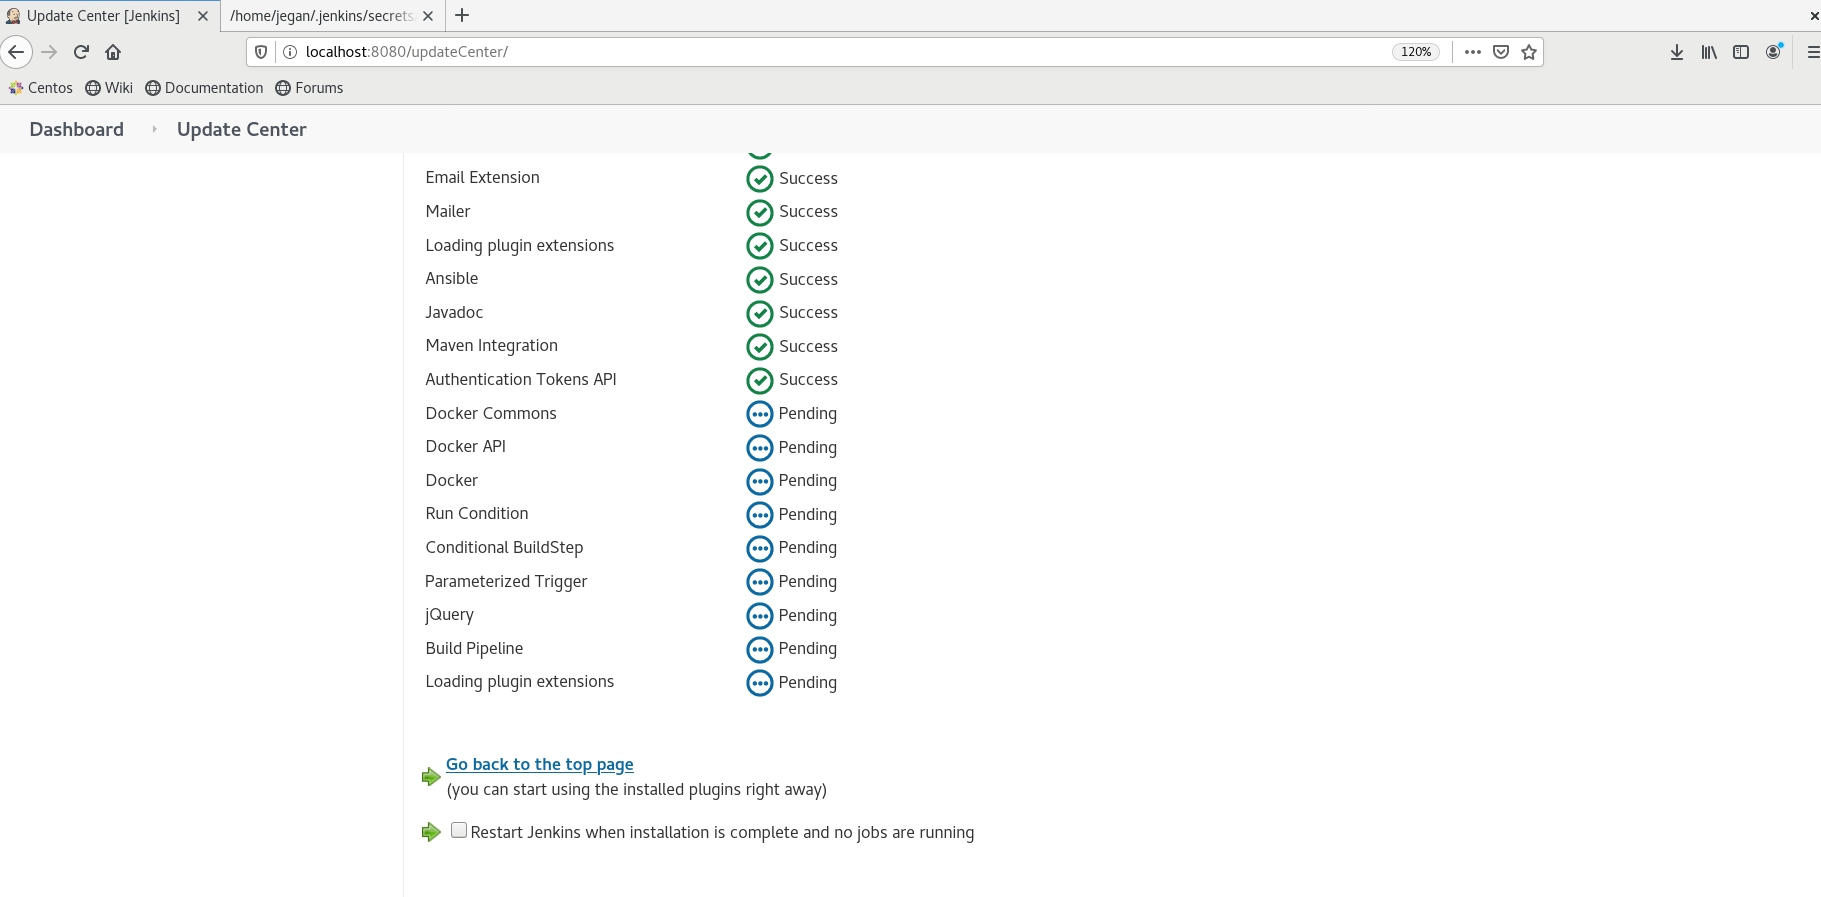 Update Center [Jenkins]
/home/jegan/.jenkins/secrets
localhost:8080/updateCenter/
120%
Centos
Wiki
Documentation
Forums
Dashboard
Update Center
Email Extension Success
Mailer Success
Loading plugin extensions Success
Ansible Success
Javadoc Success
Maven Integration Success
Authentication Tokens API Success
Docker Commons Pending
Docker API Pending
Docker Pending
Run Condition Pending
Conditional BuildStep Pending
Parameterized Trigger Pending
jQuery Pending
Build Pipeline Pending
Loading plugin extensions Pending
Go back to the top page
(you can start using the installed plugins right away)
Restart Jenkins when installation is complete and no jobs are running